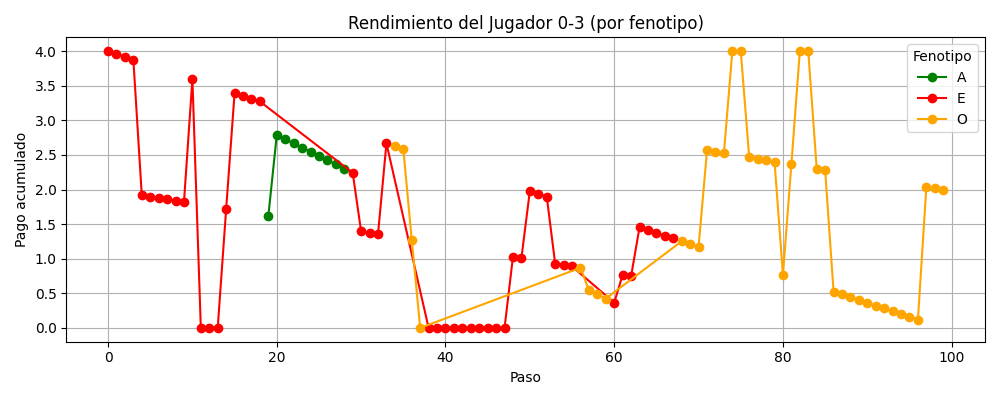 Rendimiento del Jugador 0-3 (por fenotipo)
Pago acumulado
4.0
3.5
3.0
2.5
2.0
1.5
1.0
0.5
0.0
Fenotipo
A
E
O
0 20 40 60 80 100
Paso